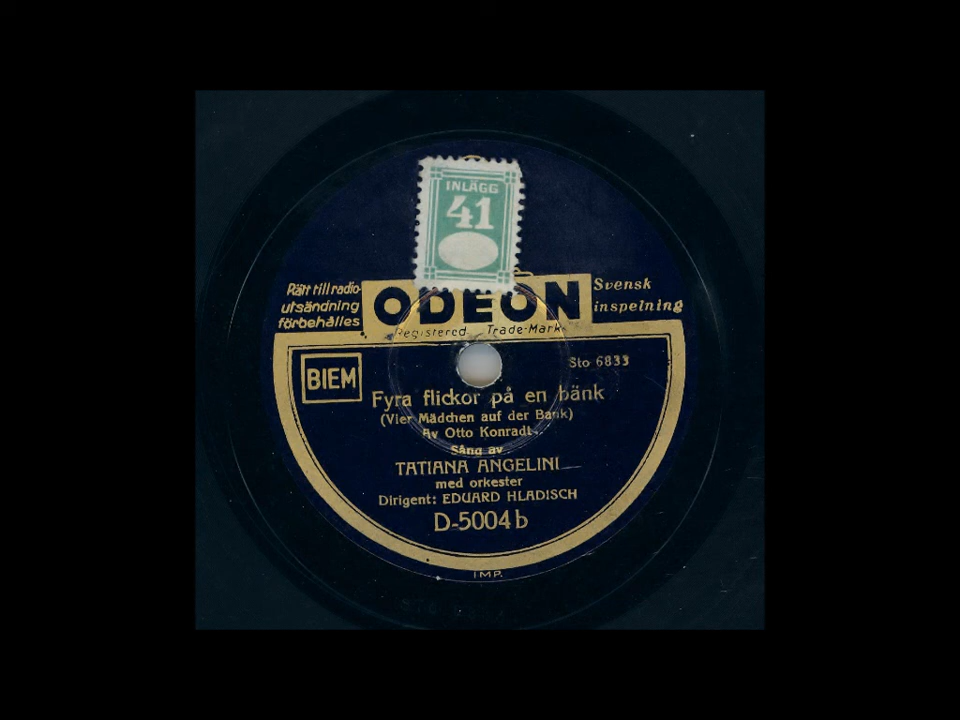 INLÄGG
41
Rätt till radio-
utsändning
förbehålles
ODEON
Svensk
inspelning
Registered Trade-Mark
BIEM
Sto 6833
Fyra flickor på en bänk
(Vier Mädchen auf der Bank)
Av Otto Konradt
Sång av
TATIANA ANGELINI
med orkester
Dirigent: EDUARD HLADISCH
D-5004b
IMP.